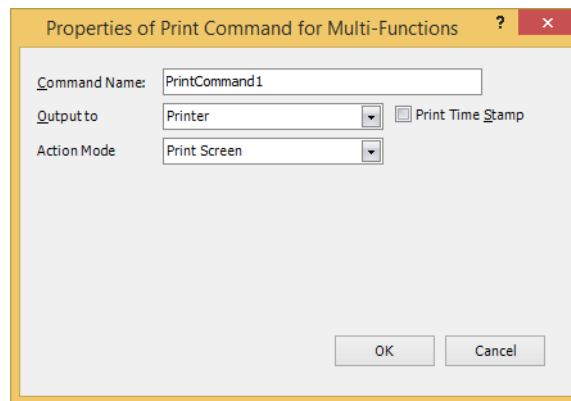 Properties of Print Command for Multi-Functions ? ×
Command Name: PrintCommand1
Output to Printer Print Time Stamp
Action Mode Print Screen
OK Cancel